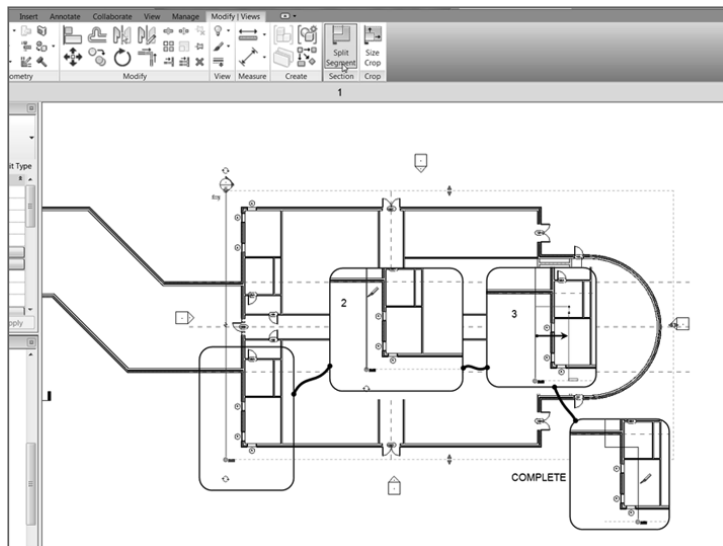 Insert Annotate Collaborate View Manage Modify | Views
Split
Segment
Size
Crop
ometry Modify View Measure Create Section Crop
1
it Type
pply
2
3
COMPLETE